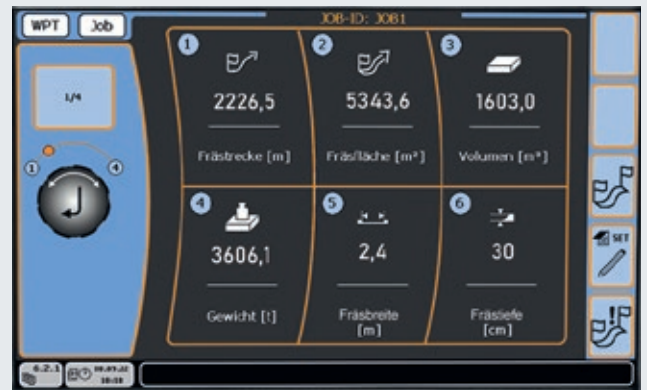 WPT Job
JOB-ID: JOB1
1/4
1 4
1 2 3
2226,5 5343,6 1603,0
Frästrecke [m] Fräsfläche [m²] Volumen [m³]
4 5 6
3606,1 2,4 30
Gewicht [t] Fräsbreite Frästiefe
[m] [cm]
SET
6.2.1